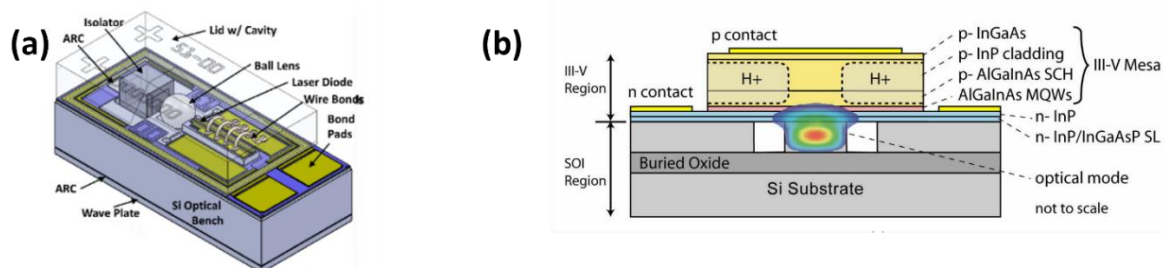 (a)
Isolator
Lid w/ Cavity
ARC
Ball Lens
Laser Diode
Wire Bonds
Bond
Pads
ARC
Wave Plate
Si Optical
Bench
(b)
p contact
p- InGaAs
p- InP cladding
III-V Mesa
p- AlGaInAs SCH
AlGaInAs MQWs
III-V
Region
H+
H+
n contact
n- InP
n- InP/InGaAsP SL
SOI
Region
Buried Oxide
Si Substrate
optical mode
not to scale